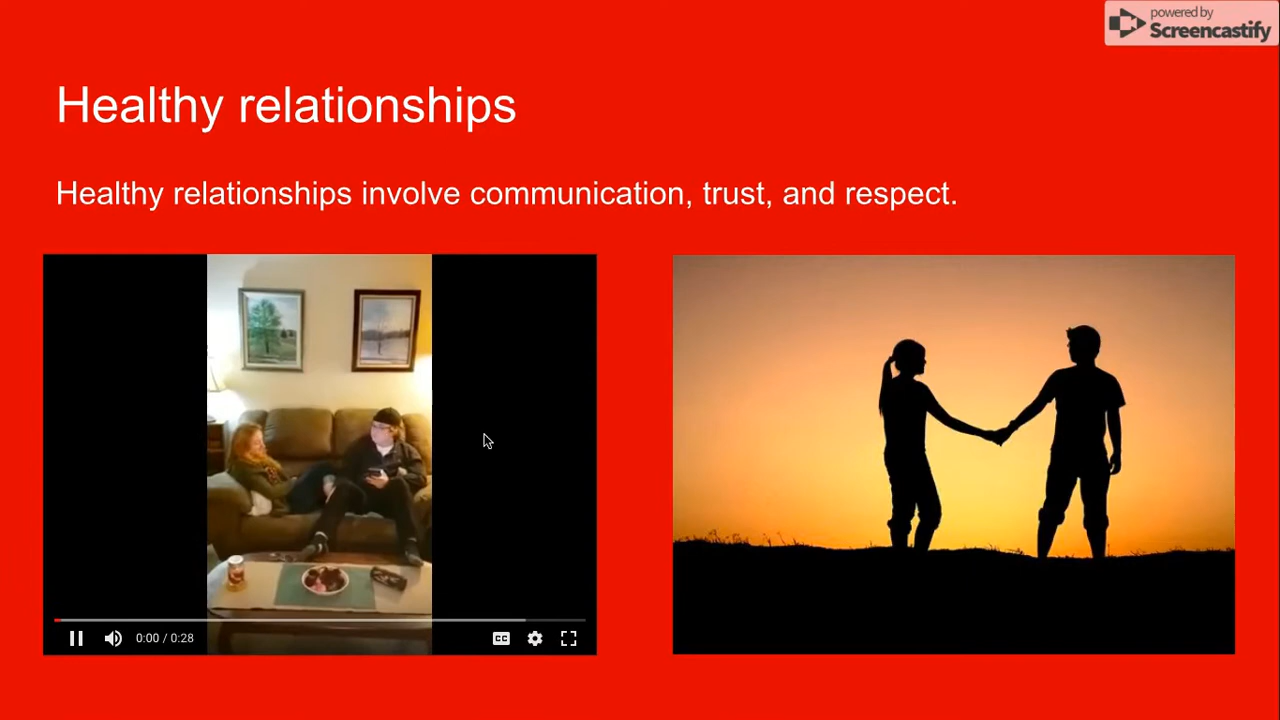 powered by
Screencastify
Healthy relationships
Healthy relationships involve communication, trust, and respect.
0:00 / 0:28
CC